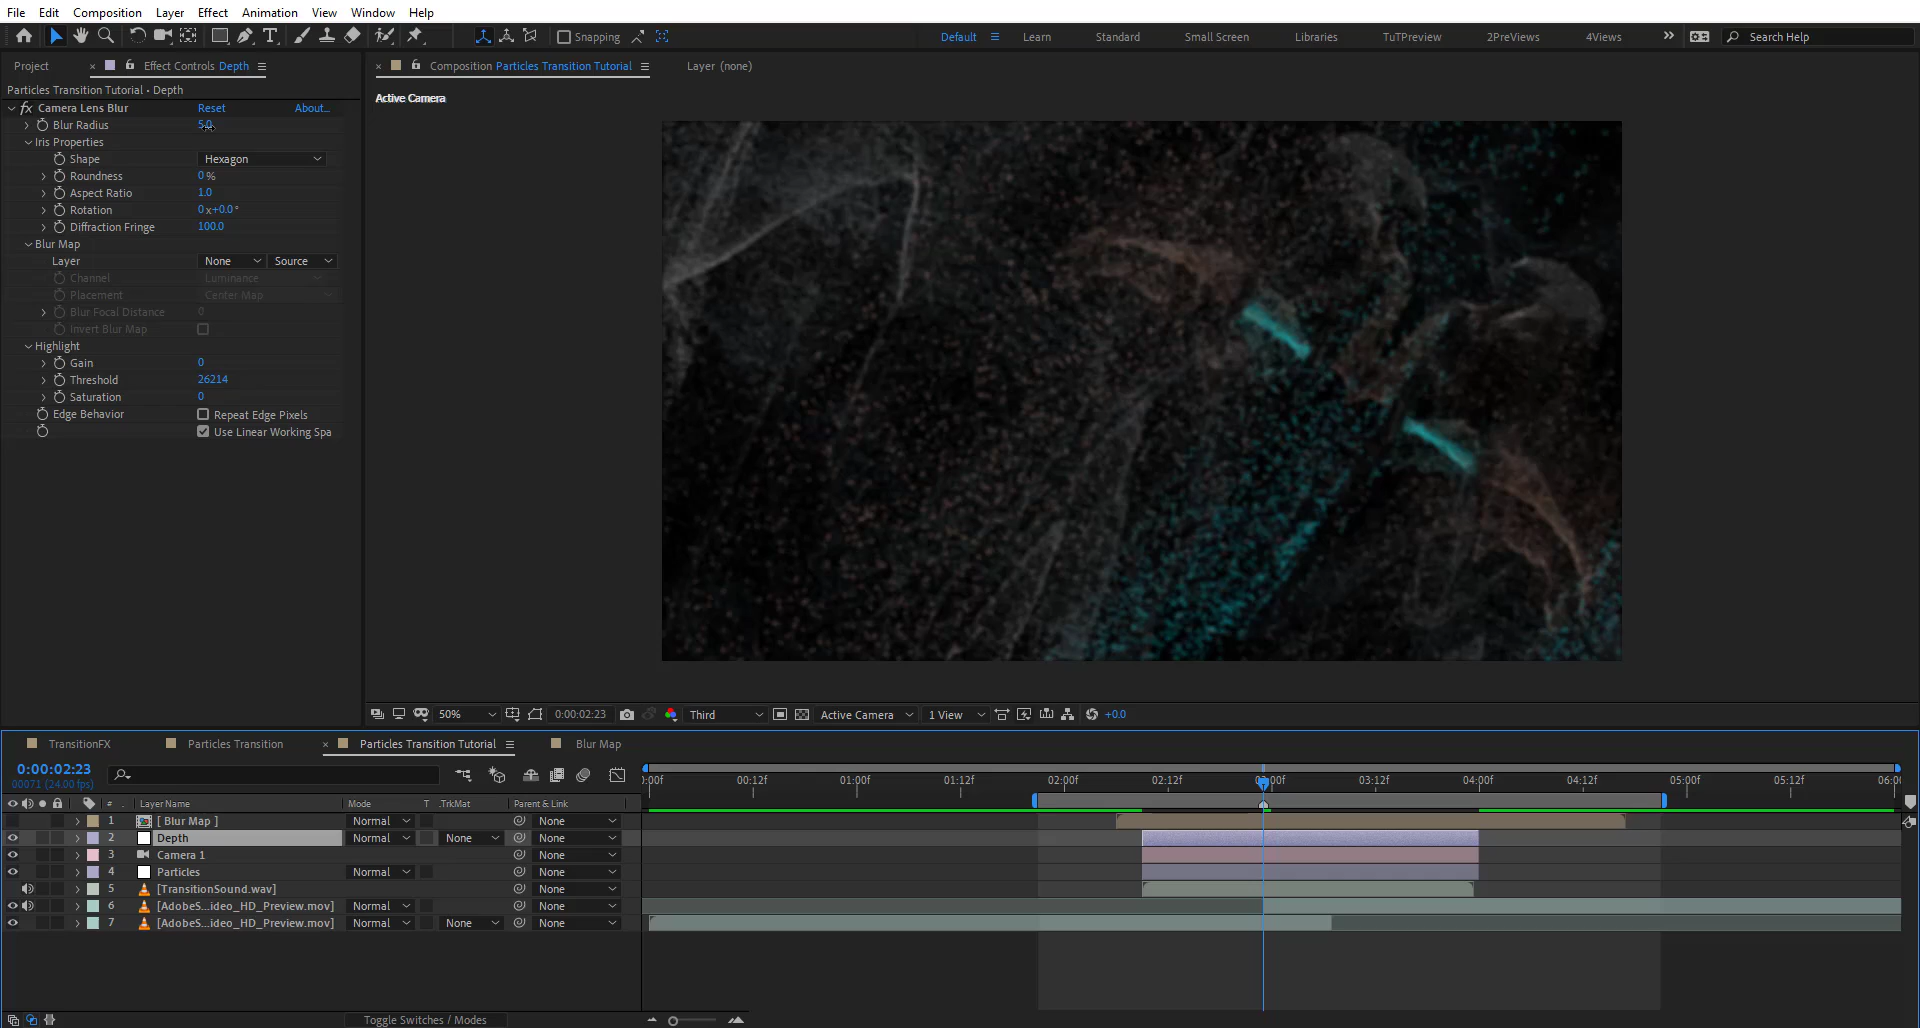 File Edit Composition Layer Effect Animation View Window Help
Snapping Default Learn Standard Small Screen Libraries TuTPreview 2PreViews 4Views Search Help
Project × Effect Controls Depth × Composition Particles Transition Tutorial Layer (none)
Particles Transition Tutorial • Depth
Active Camera
fx Camera Lens Blur Reset About...
Blur Radius 5.0
Iris Properties
Shape Hexagon
Roundness 0 %
Aspect Ratio 1.0
Rotation 0 x+0.0 °
Diffraction Fringe 100.0
Blur Map
Layer None Source
Channel Luminance
Placement Center Map
Blur Focal Distance 0
Invert Blur Map
Highlight
Gain 0
Threshold 26214
Saturation 0
Edge Behavior Repeat Edge Pixels
Use Linear Working Spa
50% 0:00:02:23 Third Active Camera 1 View +0.0
TransitionFX Particles Transition × Particles Transition Tutorial Blur Map
0:00:02:23
00071 (24.00 fps)
:00f 00:12f 01:00f 01:12f 02:00f 02:12f 03:00f 03:12f 04:00f 04:12f 05:00f 05:12f 06:0
# . Layer Name Mode T .TrkMat Parent & Link
1 [ Blur Map ] Normal None
2 Depth Normal None None
3 Camera 1 None
4 Particles Normal None
5 [TransitionSound.wav] None
6 [AdobeS...ideo_HD_Preview.mov] Normal None
7 [AdobeS...ideo_HD_Preview.mov] Normal None None
Toggle Switches / Modes